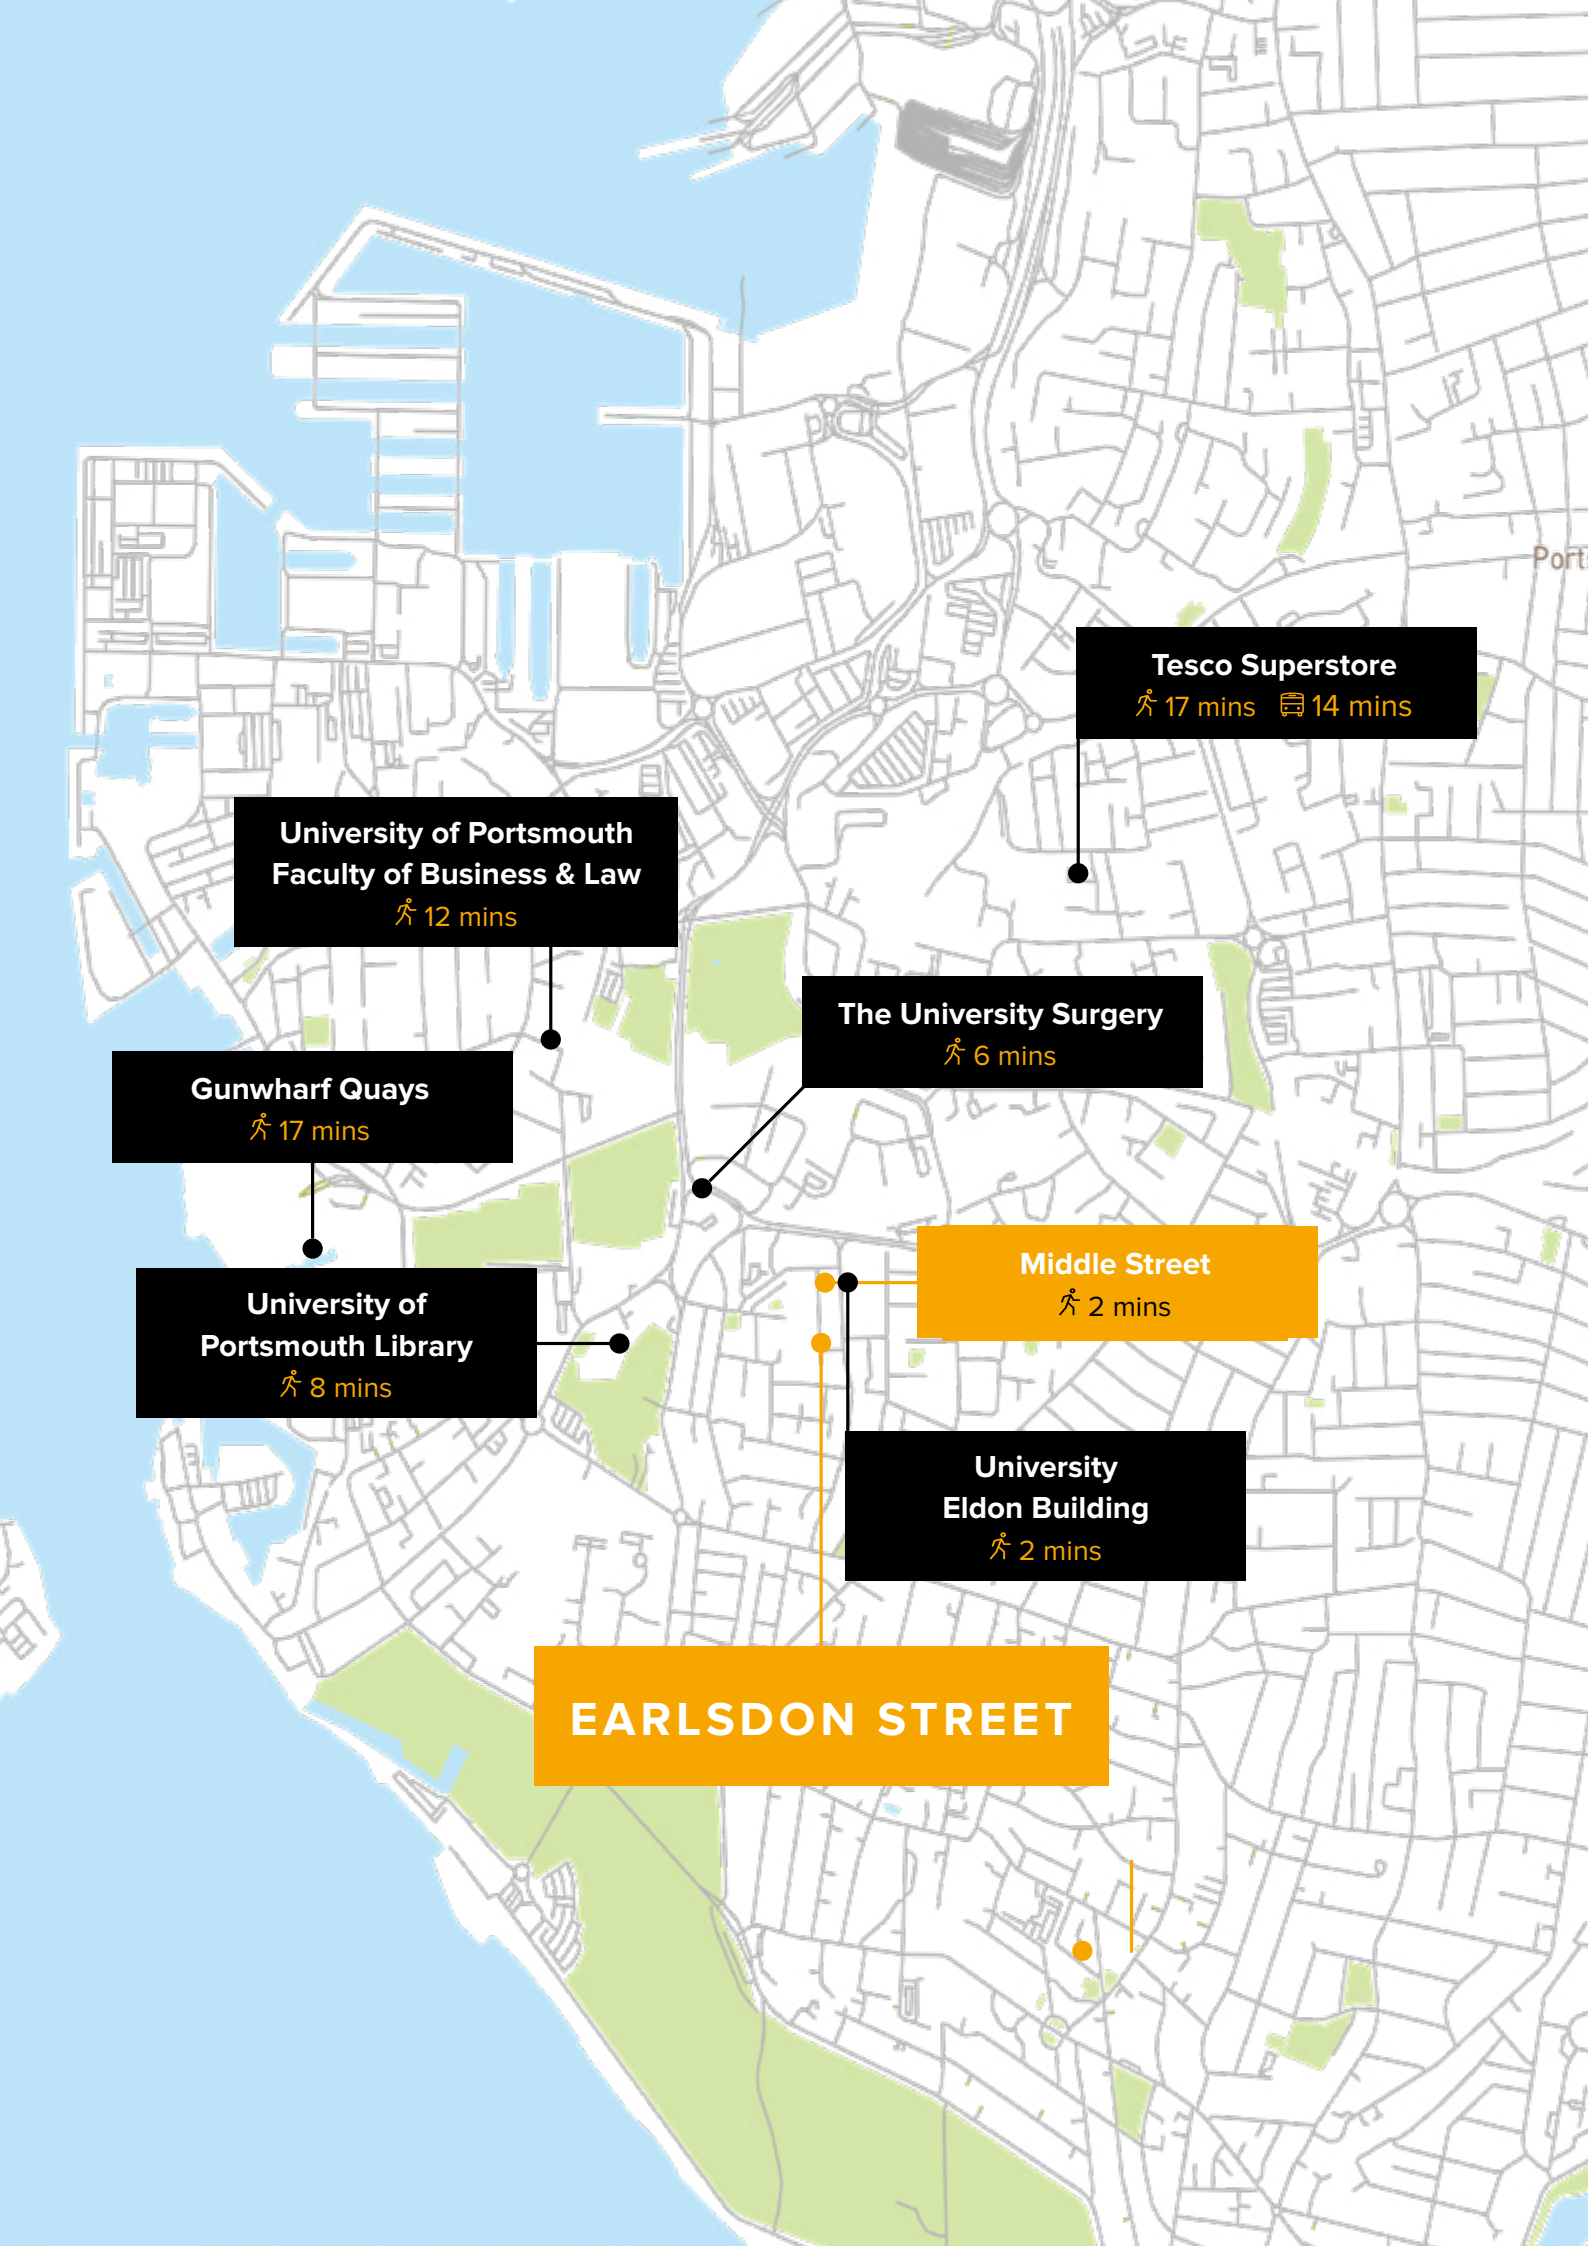 Port
Tesco Superstore
17 mins 14 mins
University of Portsmouth
Faculty of Business & Law
12 mins
The University Surgery
6 mins
Gunwharf Quays
17 mins
Middle Street
2 mins
University of
Portsmouth Library
8 mins
University
Eldon Building
2 mins
EARLSDON STREET